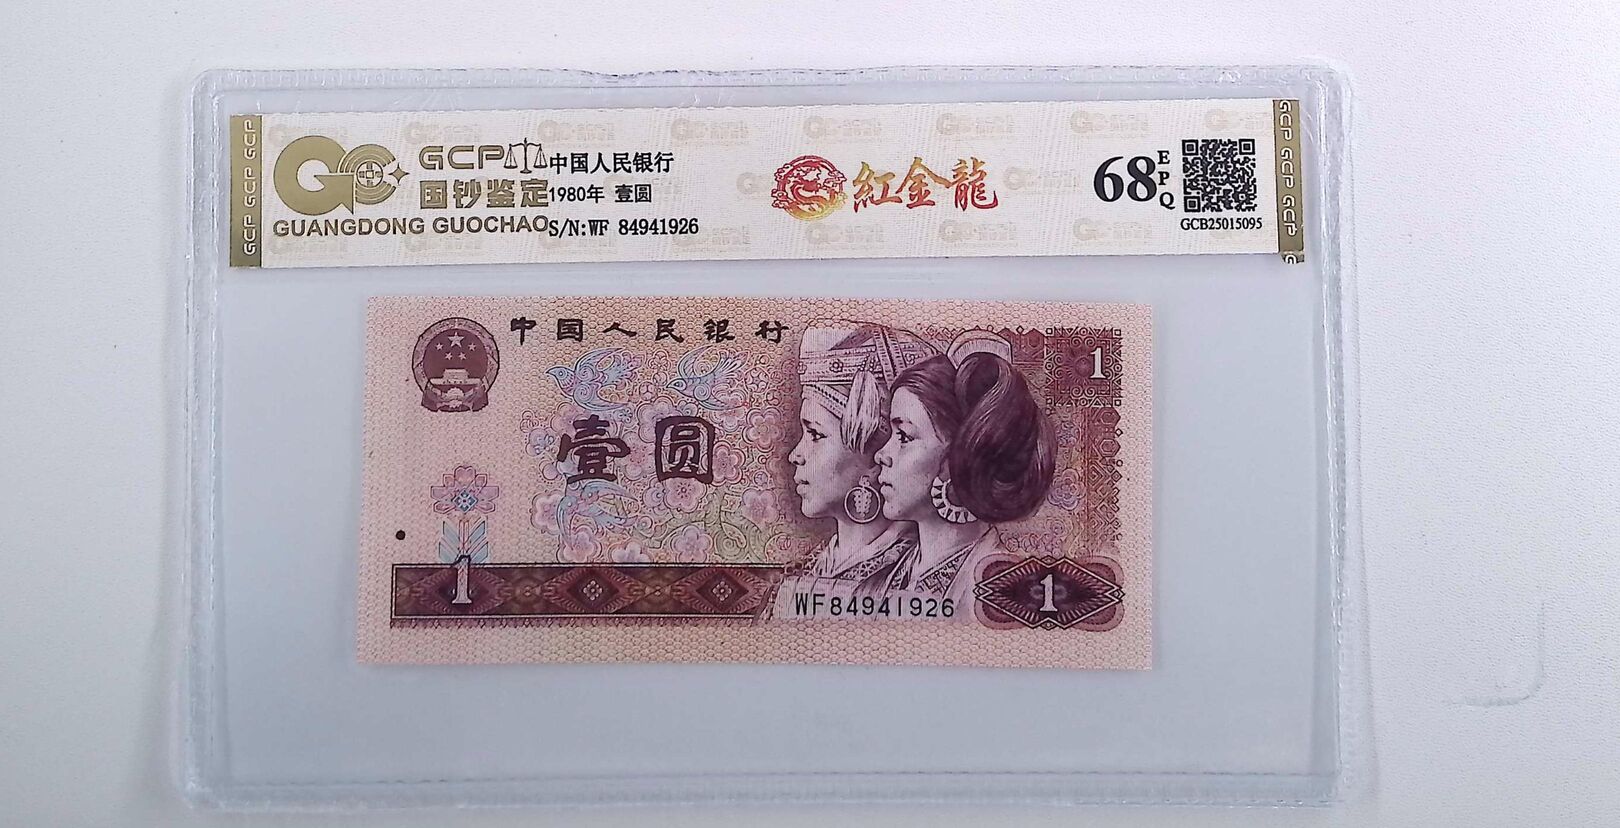 GCP GCP GCP
GCP
国钞鉴定
GUANGDONG GUOCHAO
中国人民银行
1980年 壹圆
S/N:WF 84941926
紅金龍
68
EPQ
GCB25015095
GCP GCP GCP
中国人民银行
1
壹圆
1
WF84941926
1